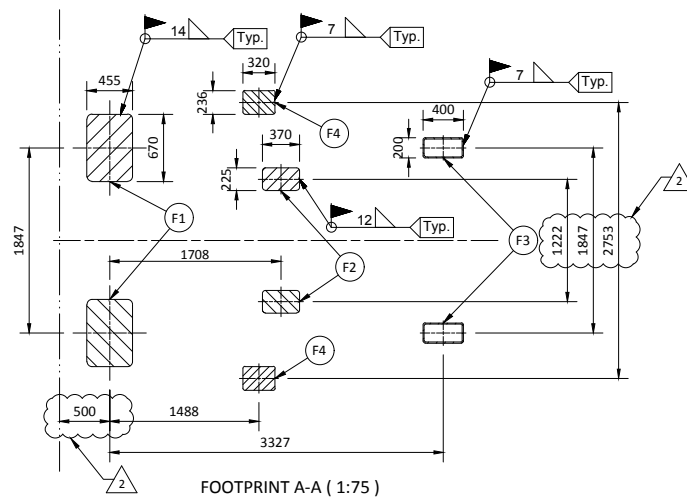 14
Typ.
7
Typ.
7
Typ.
455
320
236
F4
670
370
225
400
200
12
Typ.
F1
F2
F3
F4
1847
1708
1222
1847
2753
2
500
1488
3327
2
FOOTPRINT A-A ( 1:75 )